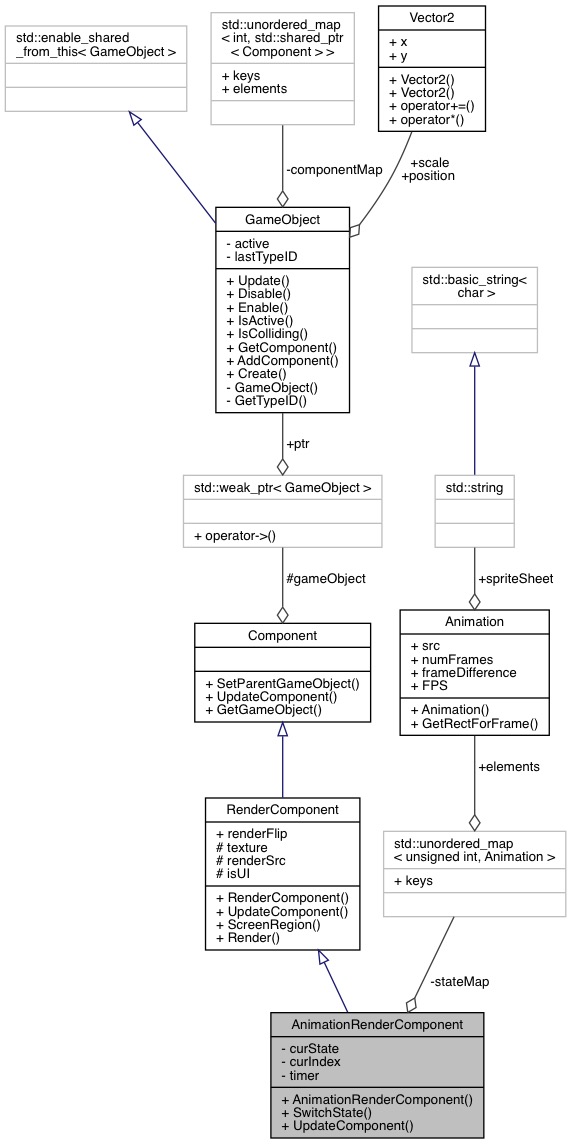 std::enable_shared
_from_this< GameObject >
std::unordered_map
< int, std::shared_ptr
< Component > >
+ keys
+ elements
Vector2
+ x
+ y
+ Vector2()
+ Vector2()
+ operator+=()
+ operator*()
-componentMap
+scale
+position
GameObject
- active
- lastTypeID
+ Update()
+ Disable()
+ Enable()
+ IsActive()
+ IsColliding()
+ GetComponent()
+ AddComponent()
+ Create()
- GameObject()
- GetTypeID()
std::basic_string<
char >
+ptr
std::weak_ptr< GameObject >
+ operator->()
std::string
#gameObject
+spriteSheet
Component
+ SetParentGameObject()
+ UpdateComponent()
+ GetGameObject()
Animation
+ src
+ numFrames
+ frameDifference
+ FPS
+ Animation()
+ GetRectForFrame()
+elements
RenderComponent
+ renderFlip
# texture
# renderSrc
# isUI
+ RenderComponent()
+ UpdateComponent()
+ ScreenRegion()
+ Render()
std::unordered_map
< unsigned int, Animation >
+ keys
-stateMap
AnimationRenderComponent
- curState
- curIndex
- timer
+ AnimationRenderComponent()
+ SwitchState()
+ UpdateComponent()